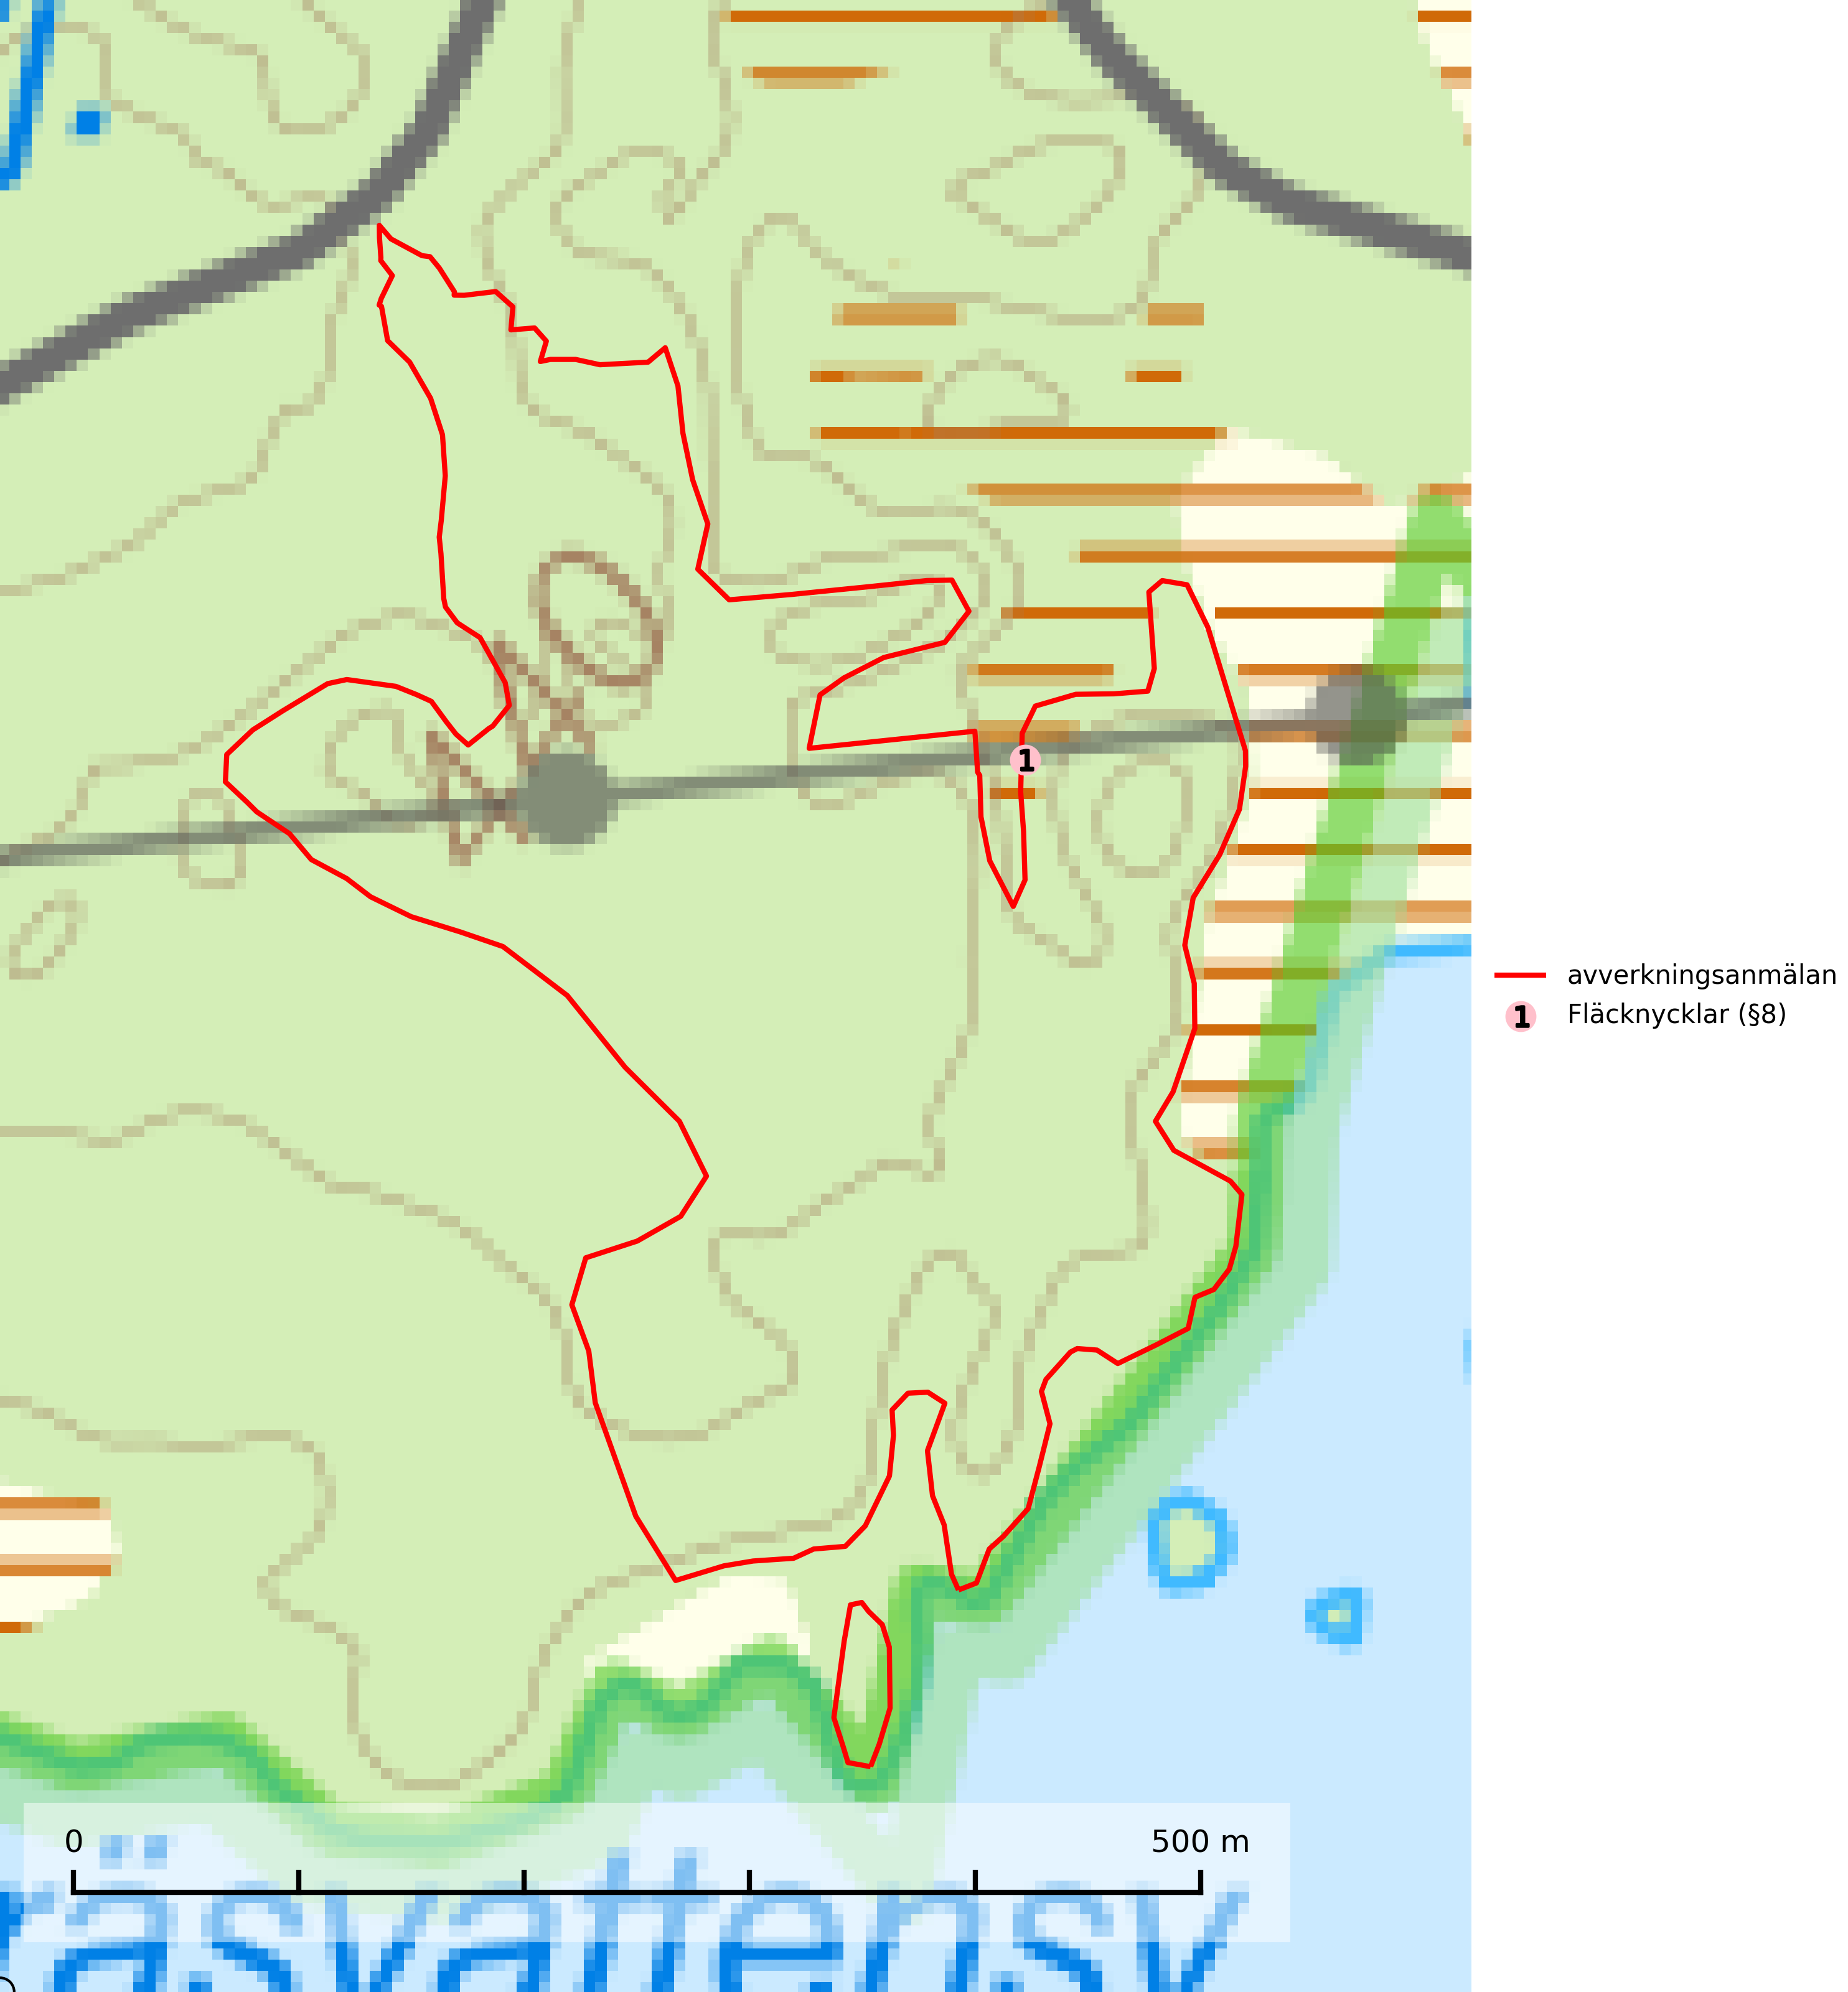 1
avverkningsanmälan
1 Fläcknycklar (§8)
0 500 m